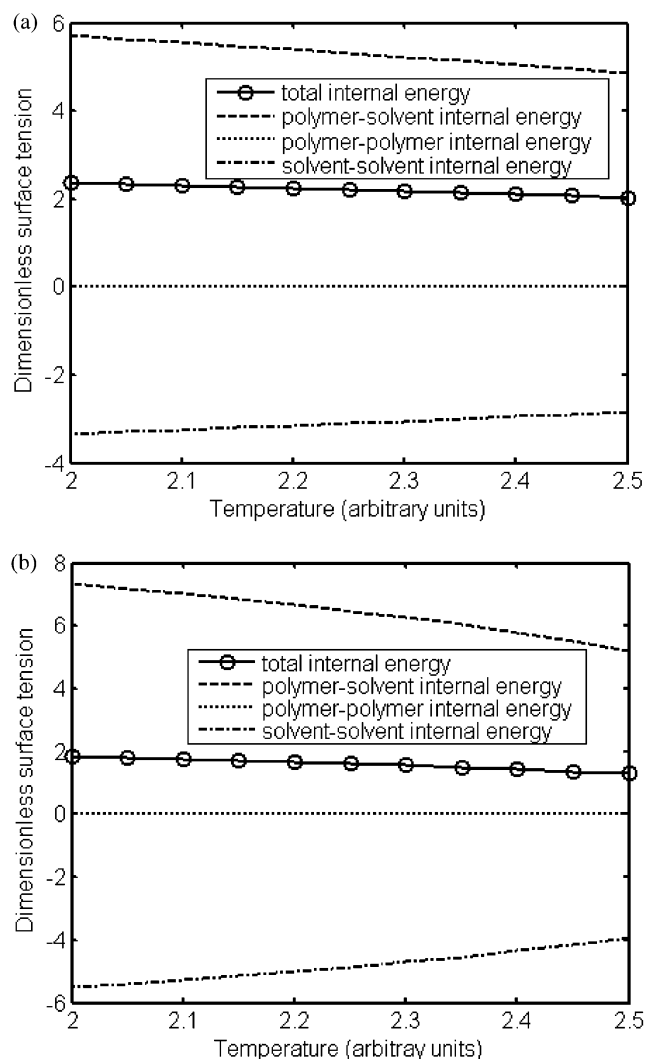 (a)
6
4
2
0
-2
-4
Dimensionless surface tension
total internal energy
polymer-solvent internal energy
polymer-polymer internal energy
solvent-solvent internal energy
2 2.1 2.2 2.3 2.4 2.5
Temperature (arbitrary units)
(b)
8
6
4
2
0
-2
-4
-6
Dimensionless surface tension
total internal energy
polymer-solvent internal energy
polymer-polymer internal energy
solvent-solvent internal energy
2 2.1 2.2 2.3 2.4 2.5
Temperature (arbitray units)